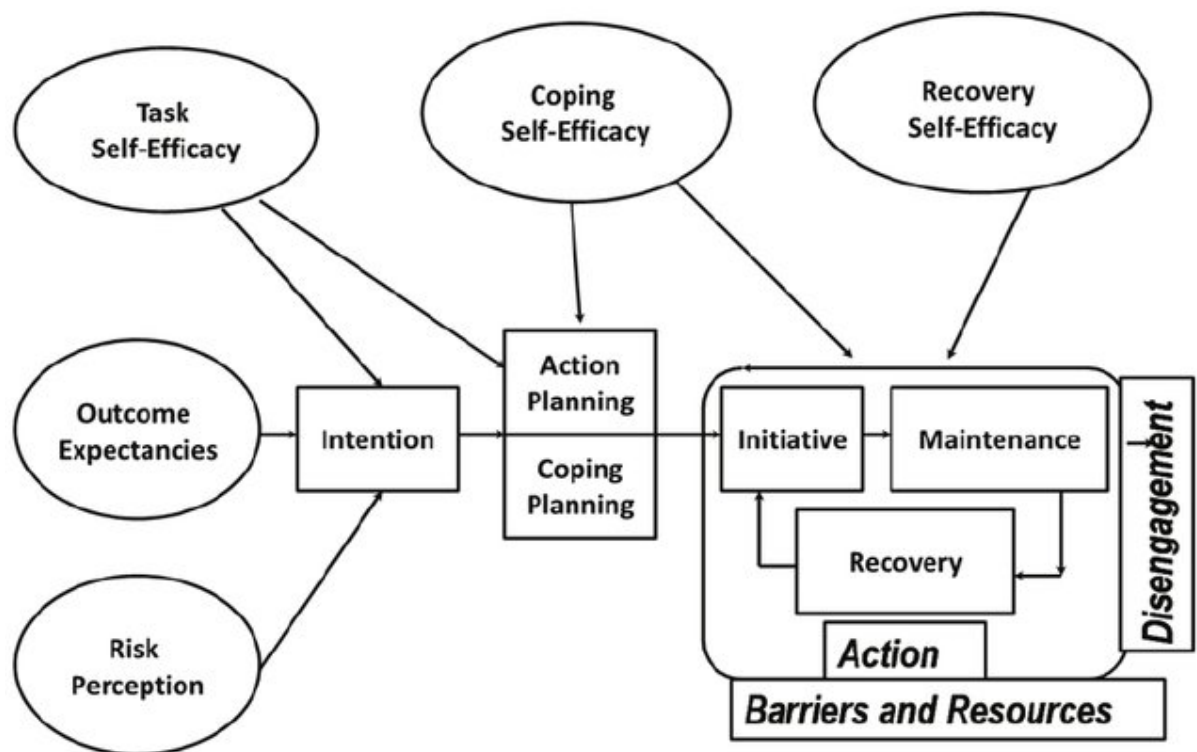 Task
Self-Efficacy
Coping
Self-Efficacy
Recovery
Self-Efficacy
Outcome
Expectancies
Intention
Action
Planning
Coping
Planning
Initiative
Maintenance
Recovery
Disengagement
Risk
Perception
Action
Barriers and Resources